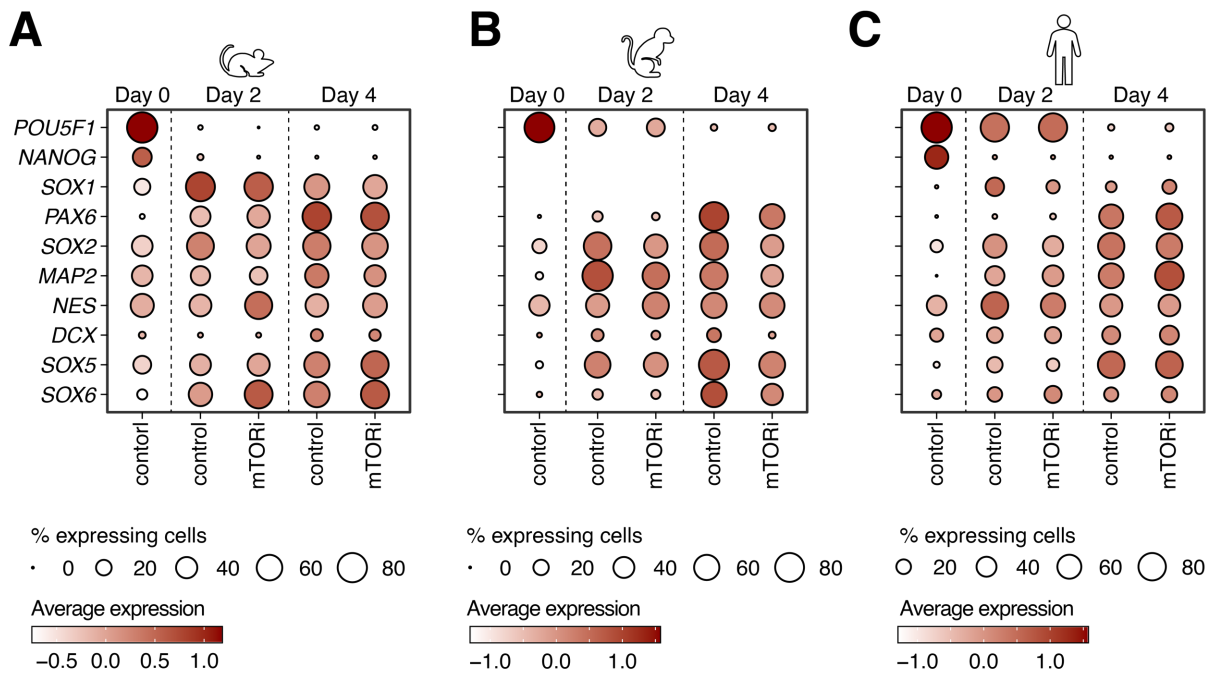 A B C
Day 0 Day 2 Day 4 Day 0 Day 2 Day 4 Day 0 Day 2 Day 4
POU5F1
NANOG
SOX1
PAX6
SOX2
MAP2
NES
DCX
SOX5
SOX6
contorl control mTORi control mTORi contorl control mTORi control mTORi contorl control mTORi control mTORi
% expressing cells % expressing cells % expressing cells
0 20 40 60 80 0 20 40 60 80 20 40 60 80
Average expression Average expression Average expression
−0.5 0.0 0.5 1.0 −1.0 0.0 1.0 −1.0 0.0 1.0